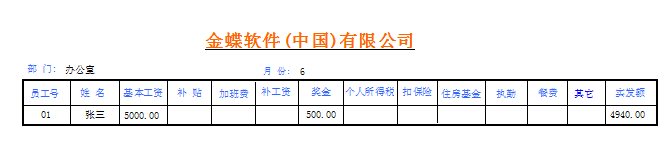 金蝶软件(中国)有限公司
部 门: 办公室 月 份: 6
员工号 姓 名 基本工资 补 贴 加班费 补工资 奖金 个人所得税 扣保险 住房基金 执勤 餐费 其它 实发额
01 张三 5000.00 500.00 4940.00